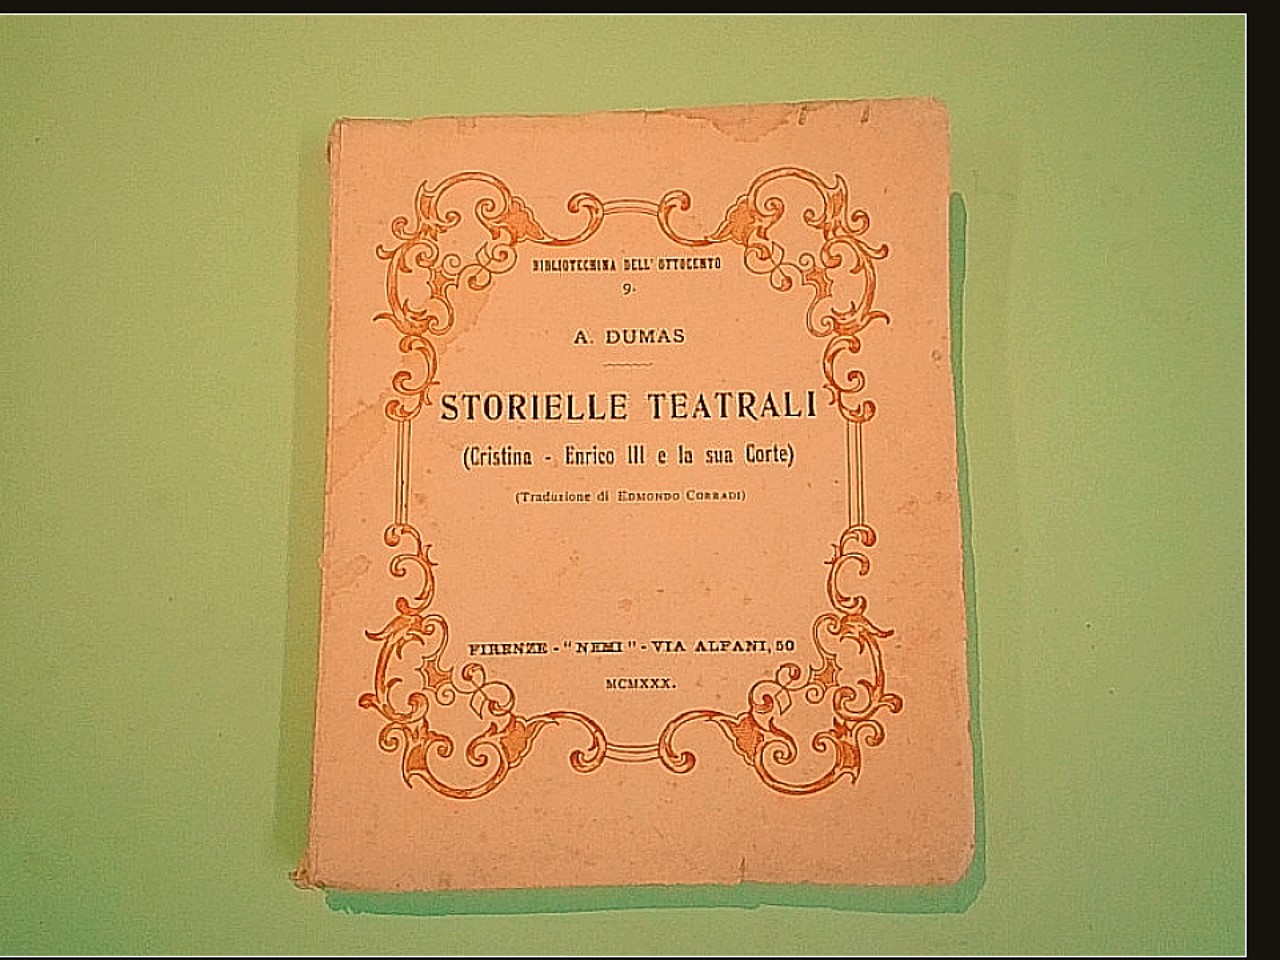 BIBLIOTECHINA DELL' OTTOCENTO
9.
A. DUMAS
STORIELLE TEATRALI
(Cristina - Enrico III e la sua Corte)
(Traduzione di EDMONDO CORRADI)
FIRENZE - "NEMI" - VIA ALFANI, 50
MCMXXX.